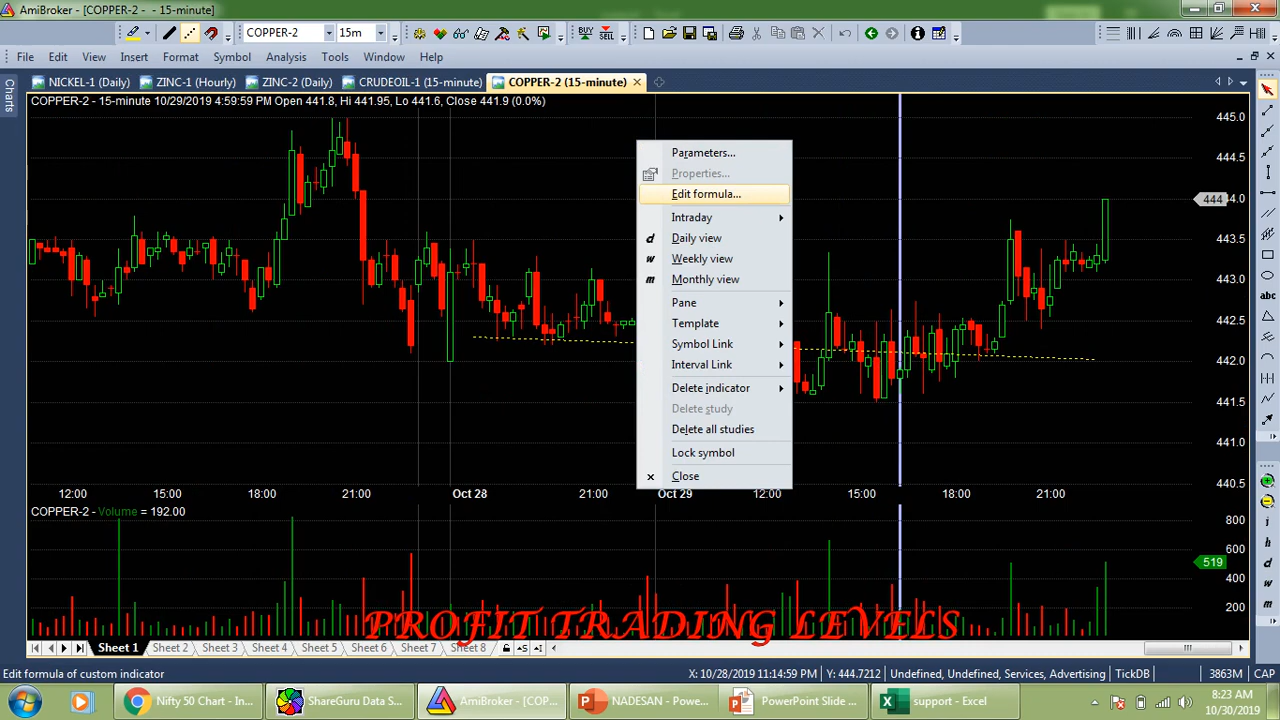 AmiBroker - [COPPER-2 - - 15-minute]
COPPER-2
15m
BUY SELL
File Edit View Insert Format Symbol Analysis Tools Window Help
Charts
NICKEL-1 (Daily) ZINC-1 (Hourly) ZINC-2 (Daily) CRUDEOIL-1 (15-minute) COPPER-2 (15-minute)
COPPER-2 - 15-minute 10/29/2019 4:59:59 PM Open 441.8, Hi 441.95, Lo 441.6, Close 441.9 (0.0%)
445.0
444.5
444.0
443.5
443.0
442.5
442.0
441.5
441.0
440.5
Parameters...
Properties...
Edit formula...
Intraday
d Daily view
w Weekly view
m Monthly view
Pane
Template
Symbol Link
Interval Link
Delete indicator
Delete study
Delete all studies
Lock symbol
x Close
abc
12:00 15:00 18:00 21:00 Oct 28 21:00 Oct 29 12:00 15:00 18:00 21:00
COPPER-2 - Volume = 192.00
800
600
519
400
200
i
h
d
w
m
PROFIT TRADING LEVELS
Sheet 1 Sheet 2 Sheet 3 Sheet 4 Sheet 5 Sheet 6 Sheet 7 Sheet 8
Edit formula of custom indicator
X: 10/28/2019 11:14:59 PM Y: 444.7212 Undefined, Undefined, Services, Advertising TickDB 3863M CAP
Nifty 50 Chart - In... ShareGuru Data S... AmiBroker - [COP... NADESAN - Powe... PowerPoint Slide ... support - Excel
8:23 AM
10/30/2019